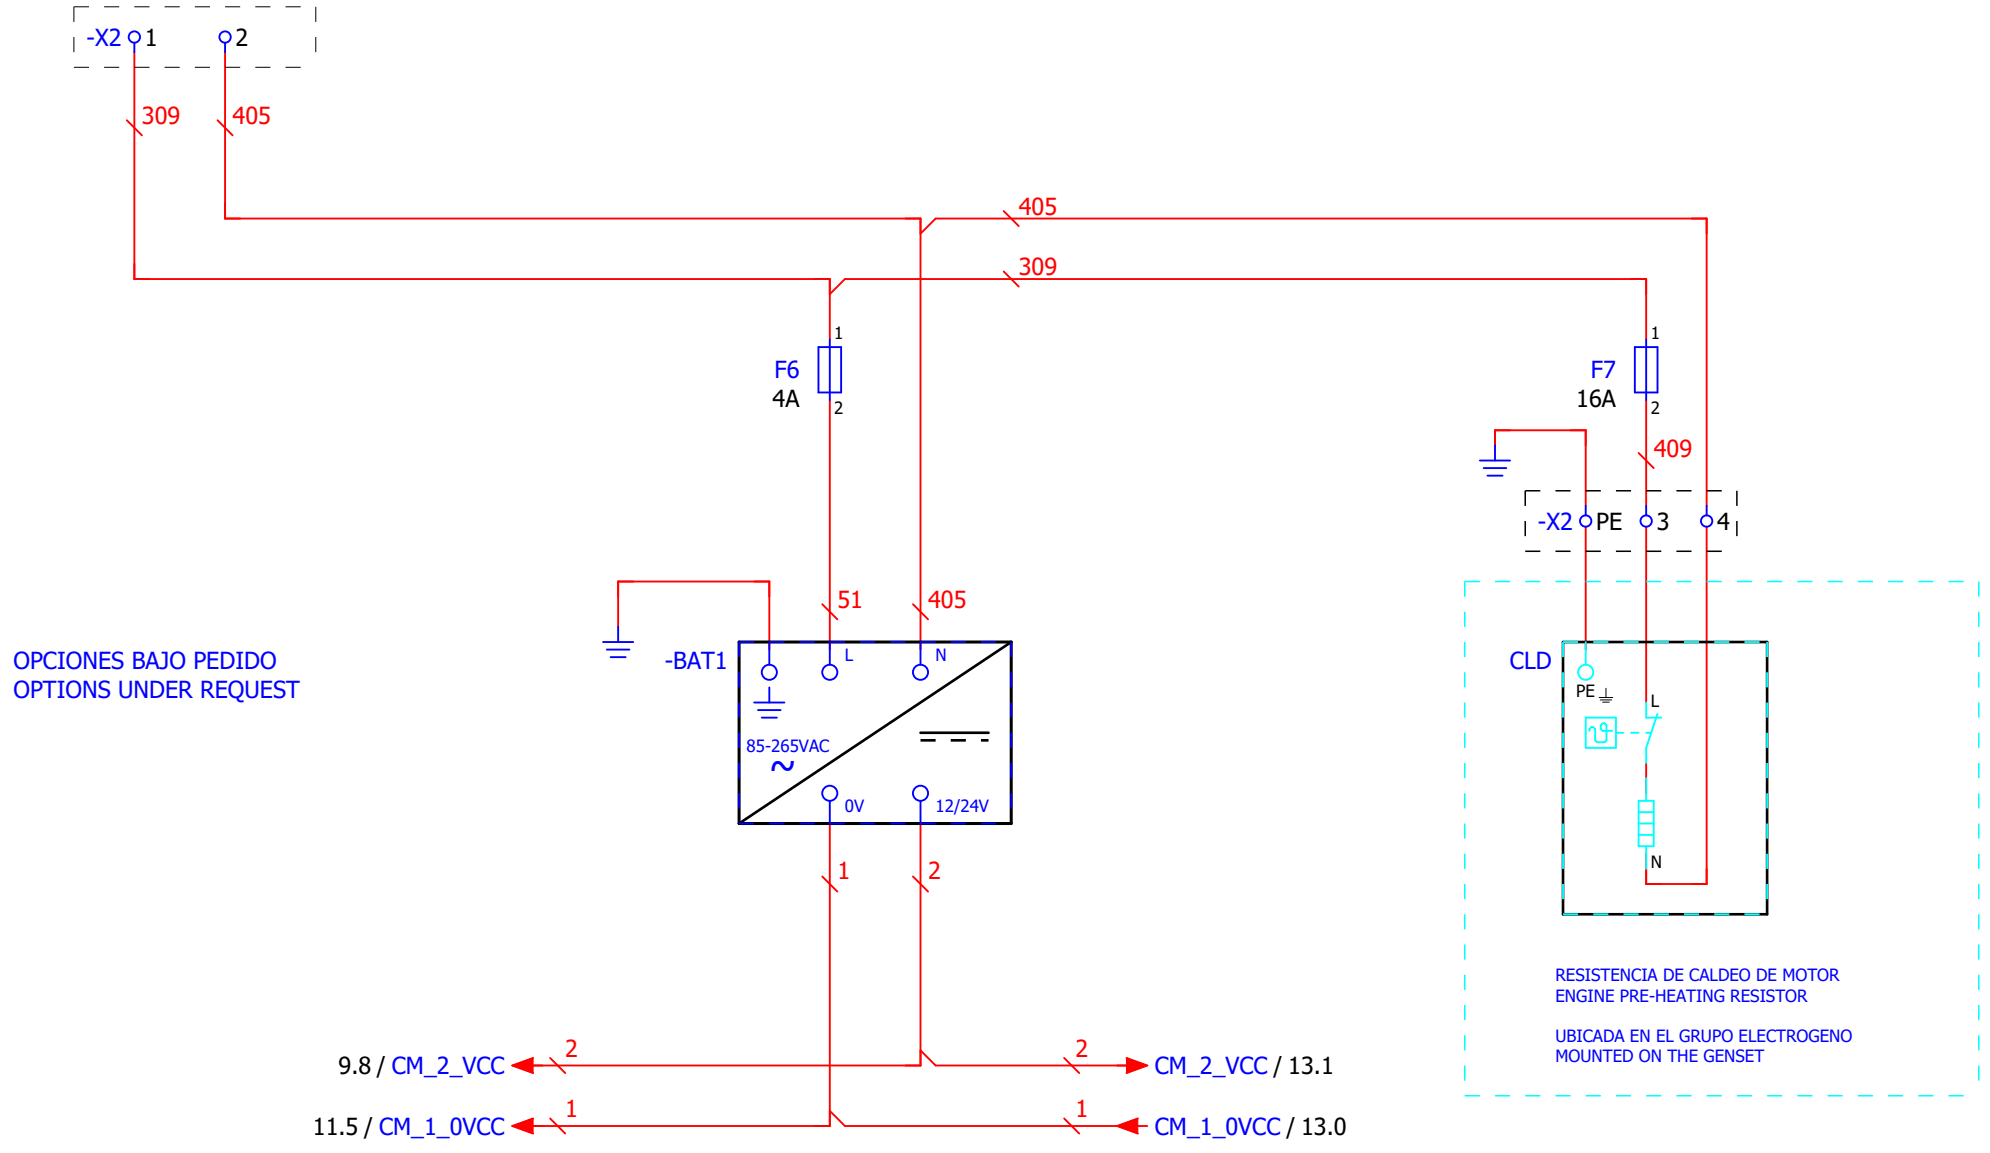 -X2 1 2
309 405
405
309
1 1
F6 F7
4A 16A
2 2
409
-X2 PE 3 4
51 405
OPCIONES BAJO PEDIDO
OPTIONS UNDER REQUEST
-BAT1 L N
85-265VAC
~
0V 12/24V
CLD
PE
L
ϑ
N
1 2
RESISTENCIA DE CALDEO DE MOTOR
ENGINE PRE-HEATING RESISTOR
UBICADA EN EL GRUPO ELECTROGENO
MOUNTED ON THE GENSET
9.8 / CM_2_VCC 2 2 CM_2_VCC / 13.1
11.5 / CM_1_0VCC 1 1 CM_1_0VCC / 13.0